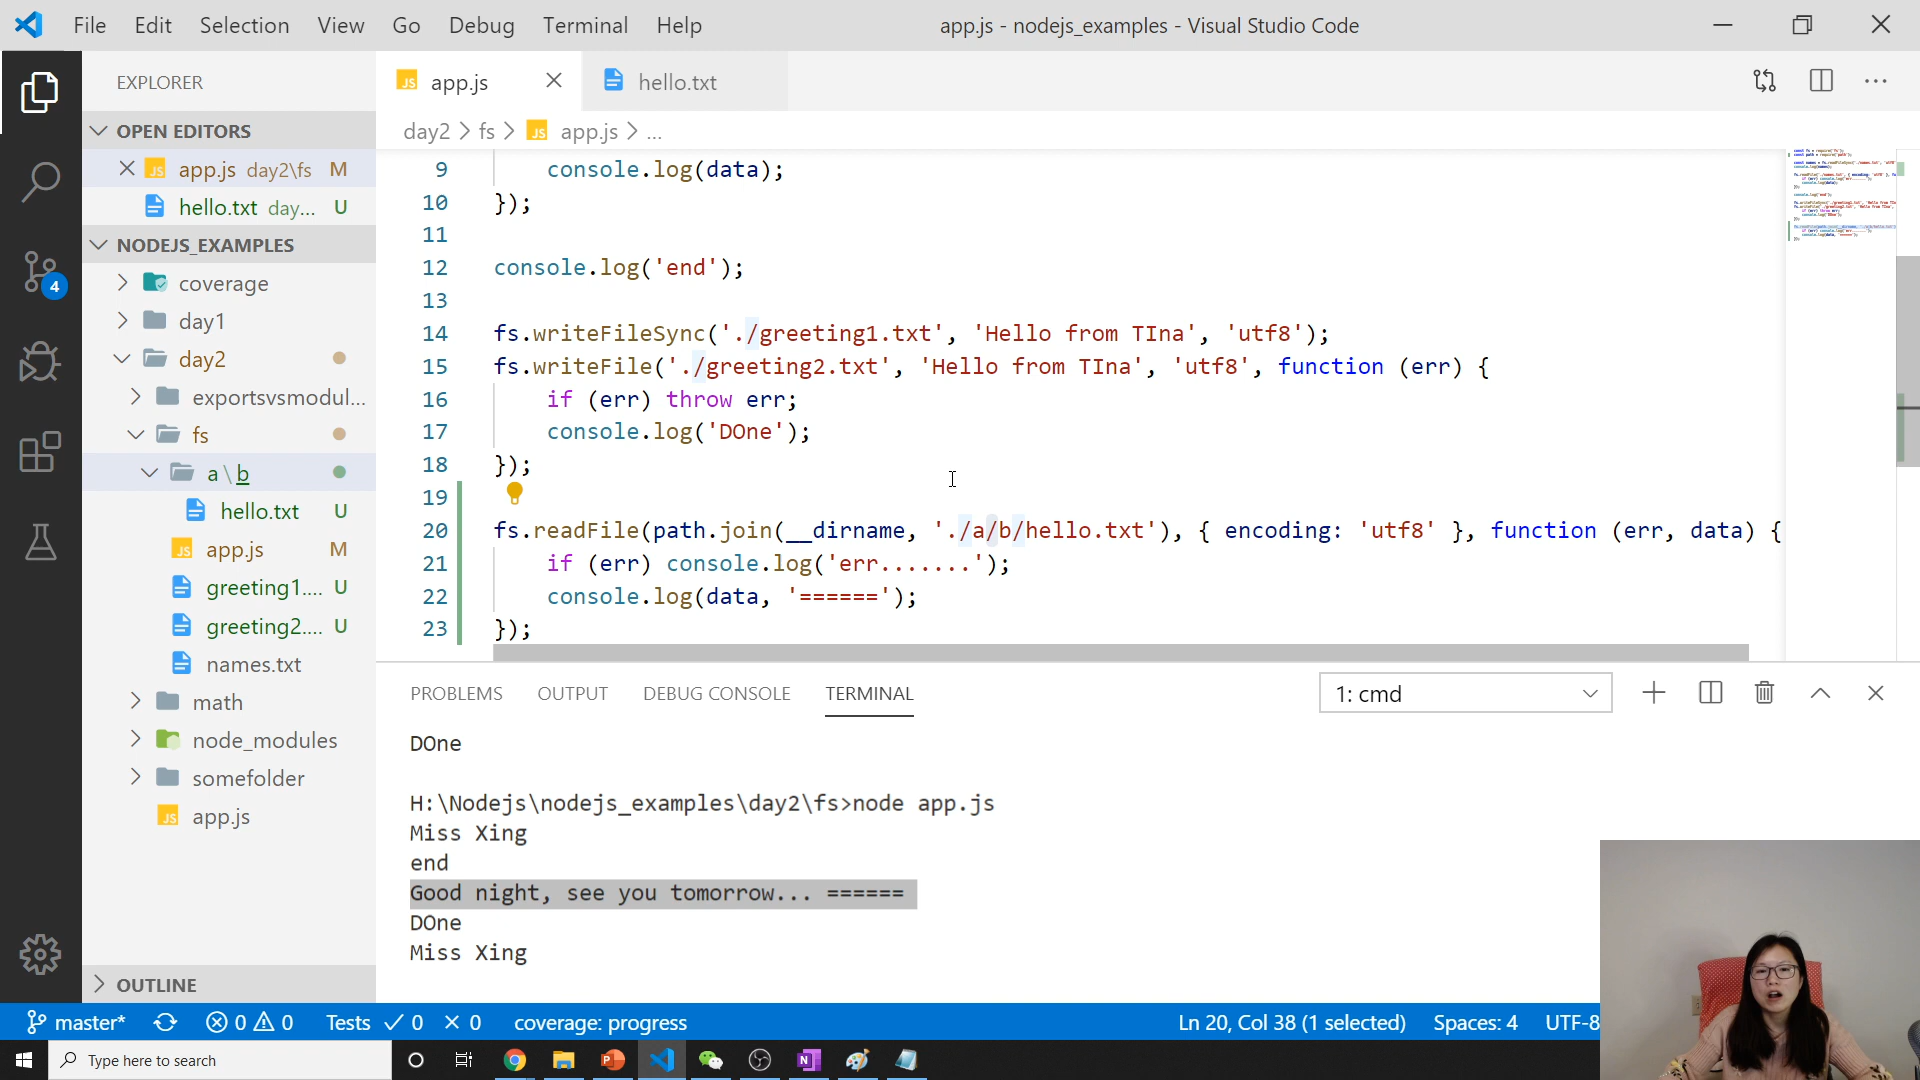 File Edit Selection View Go Debug Terminal Help app.js - nodejs_examples - Visual Studio Code
EXPLORER
JS app.js
hello.txt
OPEN EDITORS
day2 > fs > JS app.js > ...
JS app.js day2\fs M
hello.txt day... U
NODEJS_EXAMPLES
coverage
day1
day2
exportsvsmodul...
fs
a\b
hello.txt U
JS app.js M
greeting1.... U
greeting2.... U
names.txt
math
node_modules
somefolder
JS app.js
OUTLINE
4
9 console.log(data);
10 });
11
12 console.log('end');
13
14 fs.writeFileSync('./greeting1.txt', 'Hello from TIna', 'utf8');
15 fs.writeFile('./greeting2.txt', 'Hello from TIna', 'utf8', function (err) {
16 if (err) throw err;
17 console.log('DOne');
18 });
19
20 fs.readFile(path.join(__dirname, './a/b/hello.txt'), { encoding: 'utf8' }, function (err, data) {
21 if (err) console.log('err.......');
22 console.log(data, '======');
23 });
PROBLEMS OUTPUT DEBUG CONSOLE TERMINAL 1: cmd
DOne
H:\Nodejs\nodejs_examples\day2\fs>node app.js
Miss Xing
end
Good night, see you tomorrow... ======
DOne
Miss Xing
master* 0 0 Tests 0 0 coverage: progress Ln 20, Col 38 (1 selected) Spaces: 4 UTF-8
Type here to search